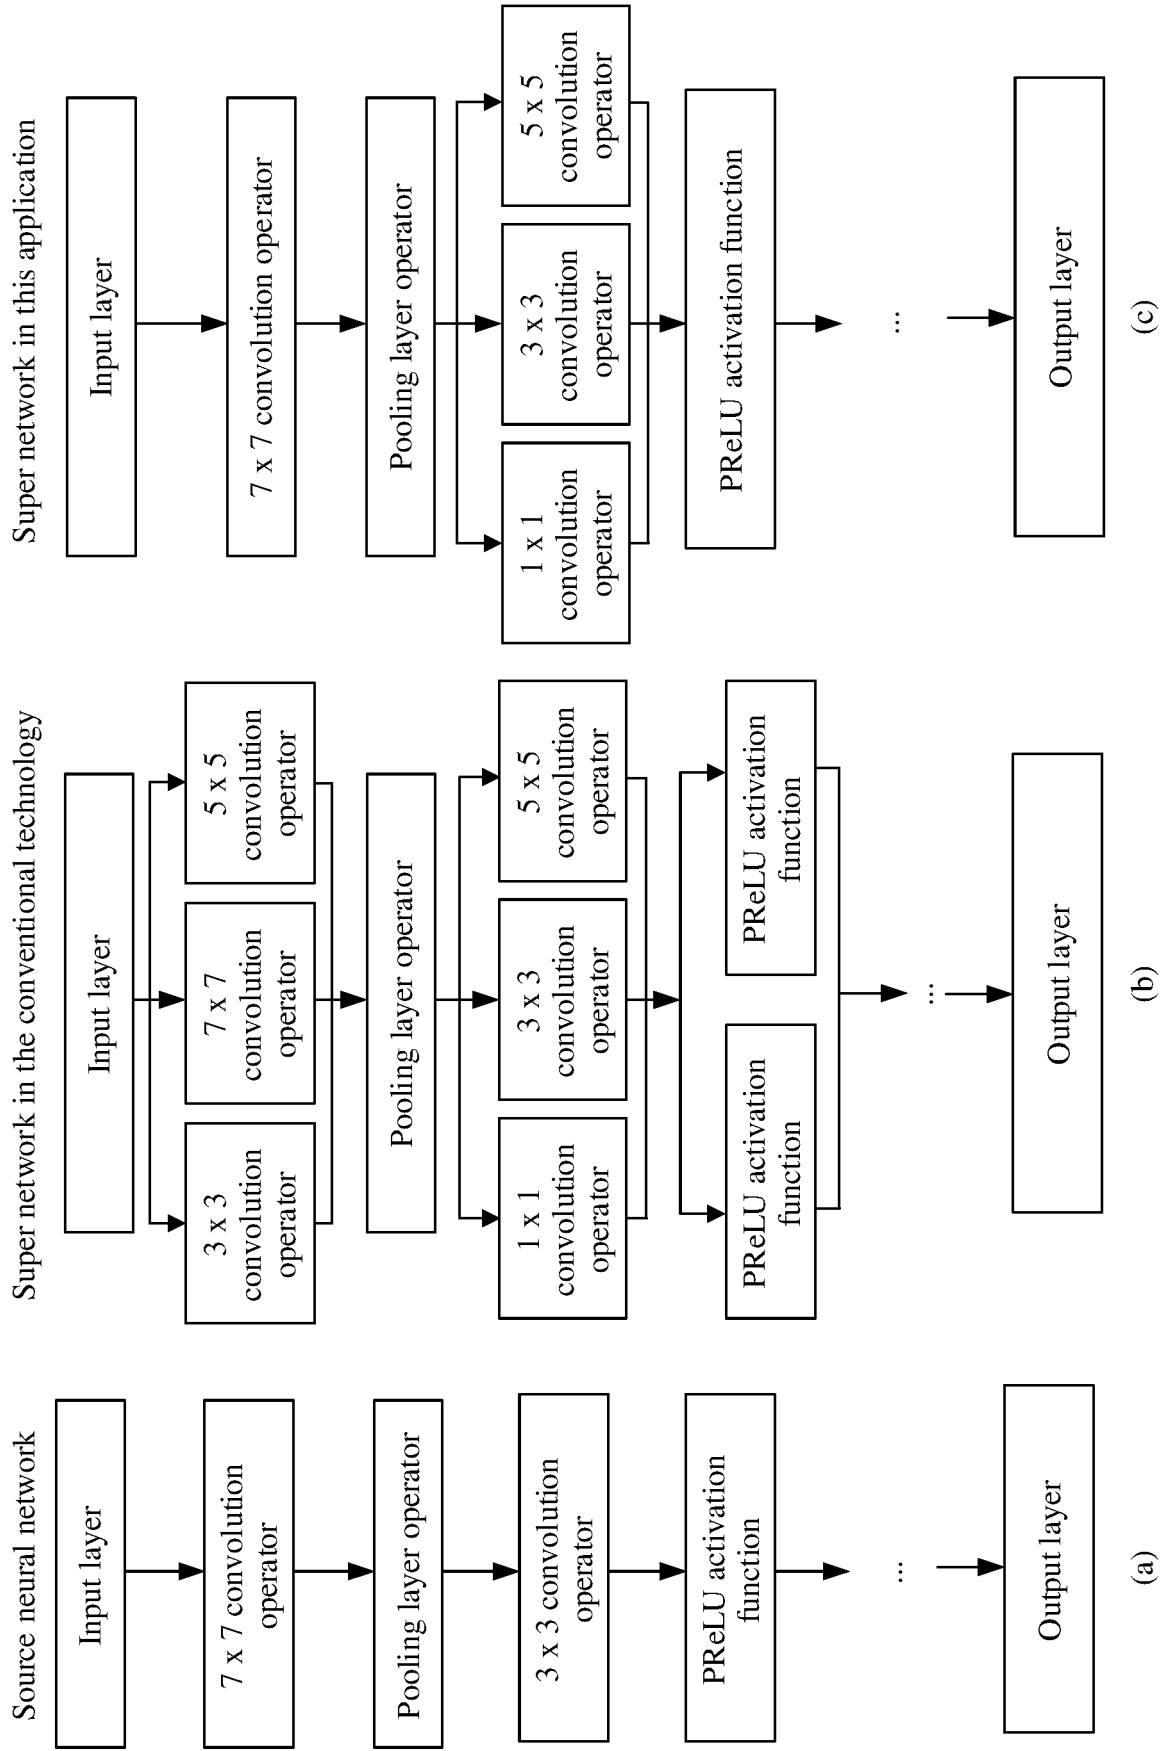 Source neural network
Input layer
7 x 7 convolution
operator
Pooling layer operator
3 x 3 convolution
operator
PReLU activation
function
...
Output layer
(a)
Super network in the conventional technology
Input layer
3 x 3
convolution
operator
7 x 7
convolution
operator
5 x 5
convolution
operator
Pooling layer operator
1 x 1
convolution
operator
3 x 3
convolution
operator
5 x 5
convolution
operator
PReLU activation
function
PReLU activation
function
...
Output layer
(b)
Super network in this application
Input layer
7 x 7 convolution operator
Pooling layer operator
1 x 1
convolution
operator
3 x 3
convolution
operator
5 x 5
convolution
operator
PReLU activation function
...
Output layer
(c)